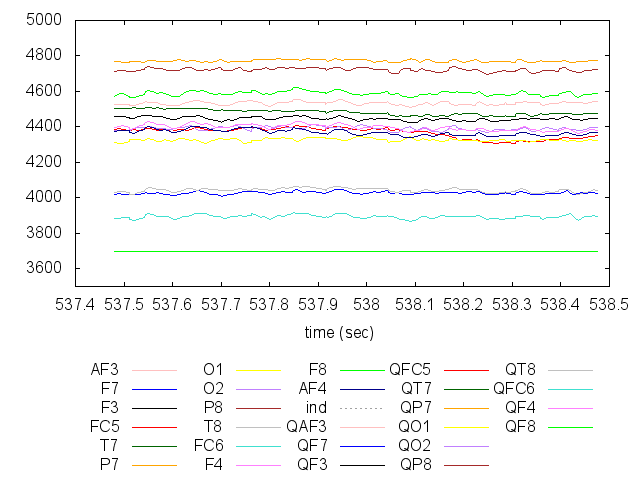 5000
4800
4600
4400
4200
4000
3800
3600
537.4 537.5 537.6 537.7 537.8 537.9 538 538.1 538.2 538.3 538.4 538.5
time (sec)
AF3 O1 F8 QFC5 QT8
F7 O2 AF4 QT7 QFC6
F3 P8 ind QP7 QF4
FC5 T8 QAF3 QO1 QF8
T7 FC6 QF7 QO2
P7 F4 QF3 QP8